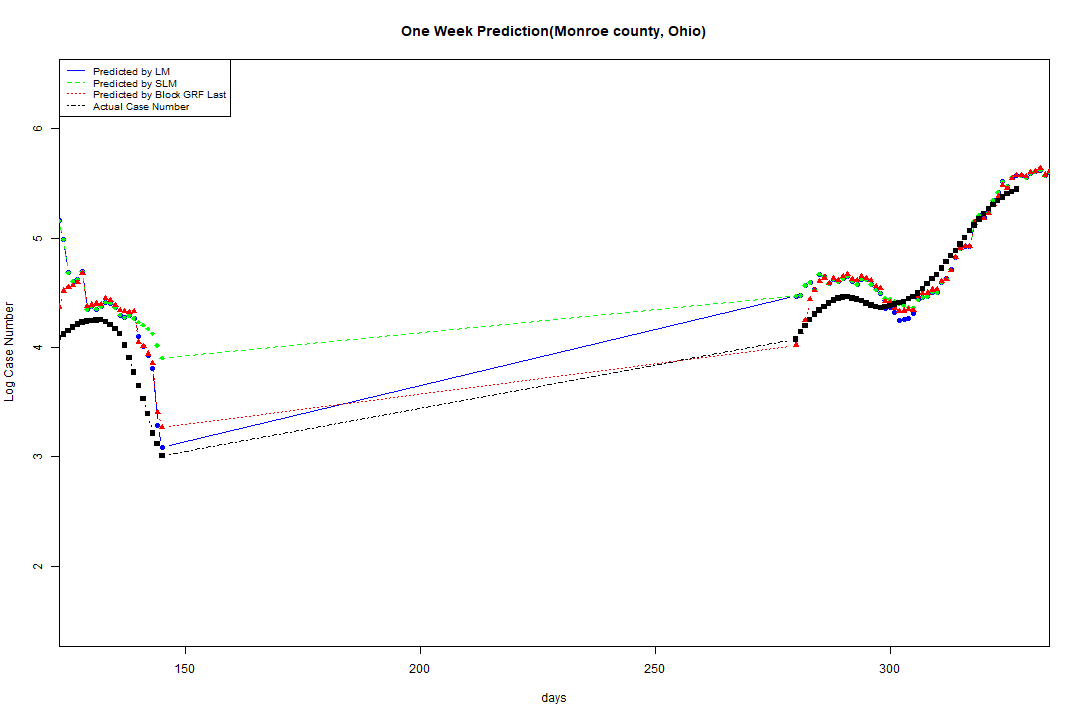 One Week Prediction(Monroe county, Ohio)
Predicted by LM
Predicted by SLM
Predicted by Block GRF Last
Actual Case Number
6
5
4
3
2
Log Case Number
150 200 250 300
days